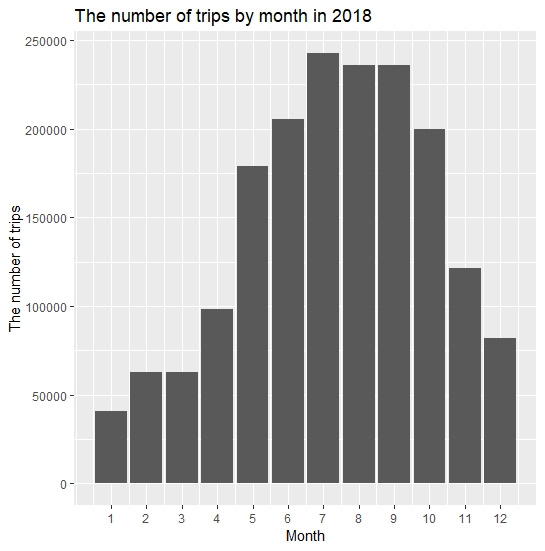 The number of trips by month in 2018
The number of trips
250000
200000
150000
100000
50000
0
1 2 3 4 5 6 7 8 9 10 11 12
Month